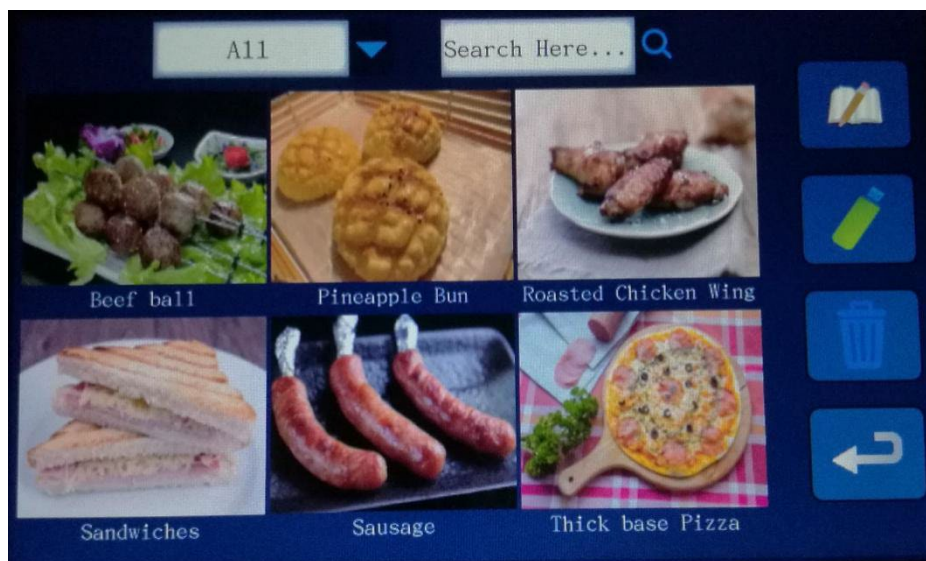 All
Search Here...
Beef ball
Pineapple Bun
Roasted Chicken Wing
Sandwiches
Sausage
Thick base Pizza